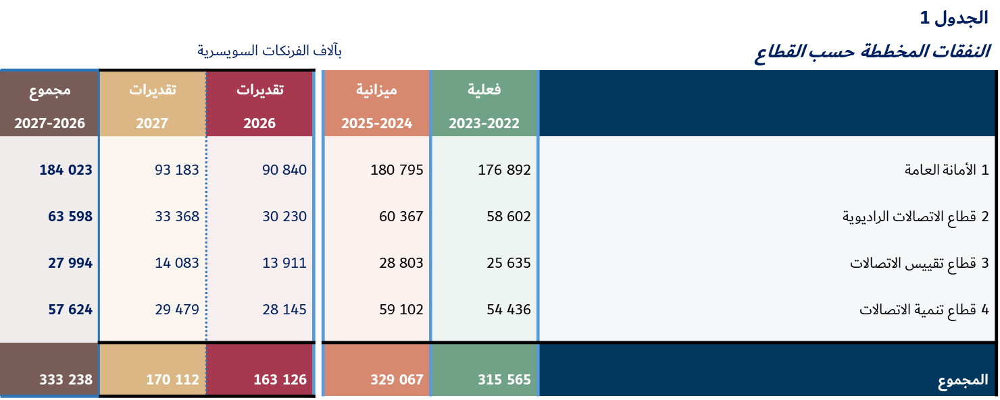 الجدول 1
النفقات المخططة حسب القطاع
بآلاف الفرنكات السويسرية
فعلية ميزانية تقديرات تقديرات مجموع
2023-2022 2025-2024 2026 2027 2027-2026
1 الأمانة العامة 176 892 180 795 90 840 93 183 184 023
2 قطاع الاتصالات الراديوية 58 602 60 367 30 230 33 368 63 598
3 قطاع تقييس الاتصالات 25 635 28 803 13 911 14 083 27 994
4 قطاع تنمية الاتصالات 54 436 59 102 28 145 29 479 57 624
المجموع 315 565 329 067 163 126 170 112 333 238